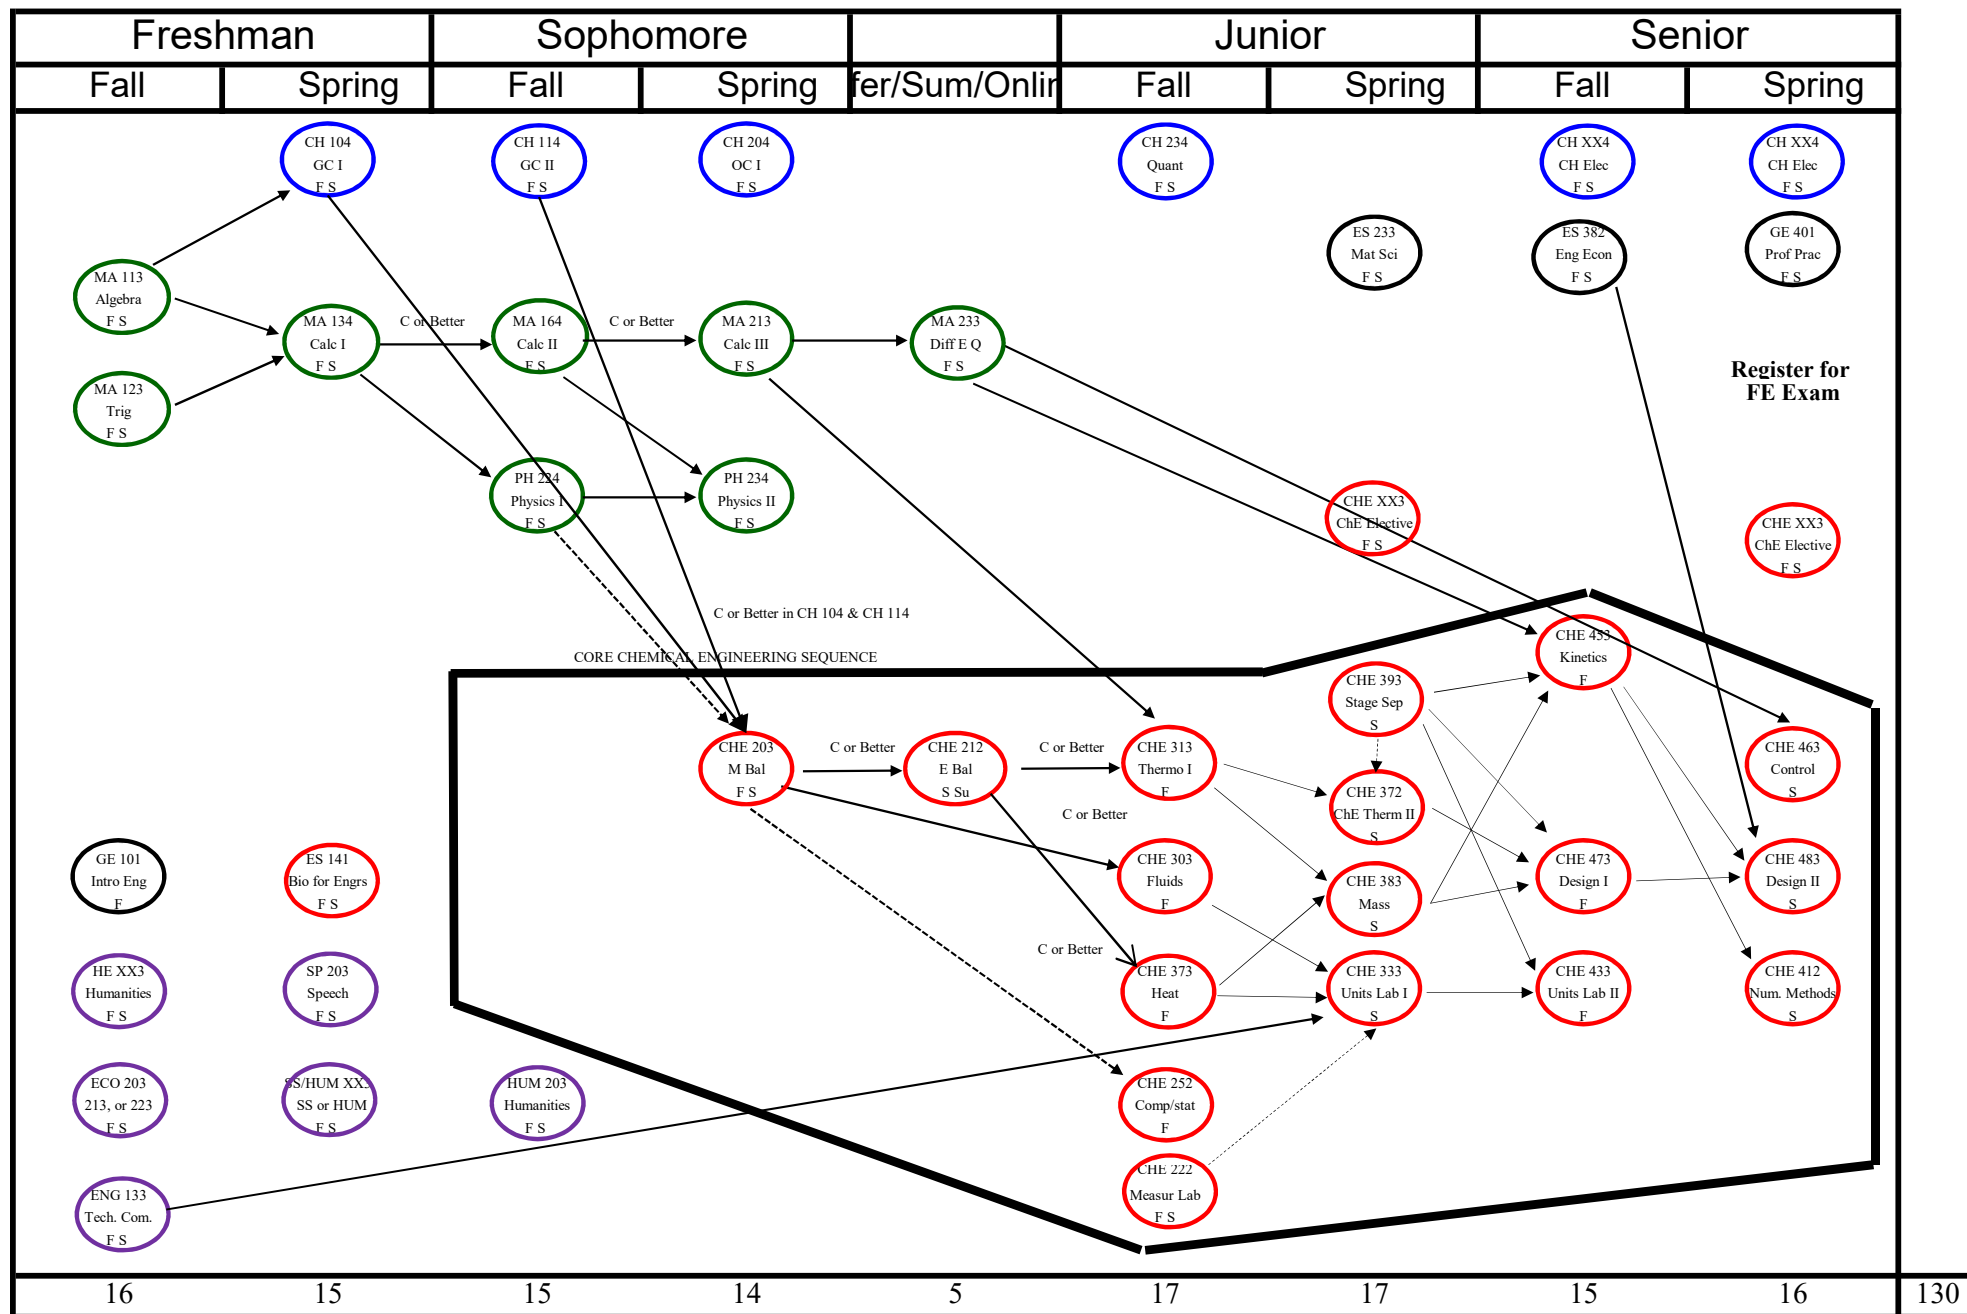 Freshman
Sophomore
Junior
Senior
Fall
Spring
Fall
Spring
fer/Sum/Onlin
Fall
Spring
Fall
Spring
CH 104
GC I
F S
CH 114
GC II
F S
CH 204
OC I
F S
CH 234
Quant
F S
CH XX4
CH Elec
F S
CH XX4
CH Elec
F S
ES 233
Mat Sci
F S
ES 382
Eng Econ
F S
GE 401
Prof Prac
F S
MA 113
Algebra
F S
MA 134
Calc I
F S
C or Better
MA 164
Calc II
F S
C or Better
MA 213
Calc III
F S
MA 233
Diff E Q
F S
Register for
FE Exam
MA 123
Trig
F S
PH 224
Physics I
F S
PH 234
Physics II
F S
CHE XX3
ChE Elective
F S
CHE XX3
ChE Elective
F S
C or Better in CH 104 & CH 114
CORE CHEMICAL ENGINEERING SEQUENCE
CHE 453
Kinetics
F
CHE 393
Stage Sep
S
CHE 203
M Bal
F S
C or Better
CHE 212
E Bal
S Su
C or Better
CHE 313
Thermo I
F
CHE 372
ChE Therm II
S
CHE 463
Control
S
C or Better
GE 101
Intro Eng
F
ES 141
Bio for Engrs
F S
CHE 303
Fluids
F
CHE 383
Mass
S
CHE 473
Design I
F
CHE 483
Design II
S
C or Better
HE XX3
Humanities
F S
SP 203
Speech
F S
CHE 373
Heat
F
CHE 333
Units Lab I
S
CHE 433
Units Lab II
F
CHE 412
Num. Methods
S
ECO 203
213, or 223
F S
SS/HUM XX3
SS or HUM
F S
HUM 203
Humanities
F S
CHE 252
Comp/stat
F
CHE 222
Measur Lab
F S
ENG 133
Tech. Com.
F S
16
15
15
14
5
17
17
15
16
130